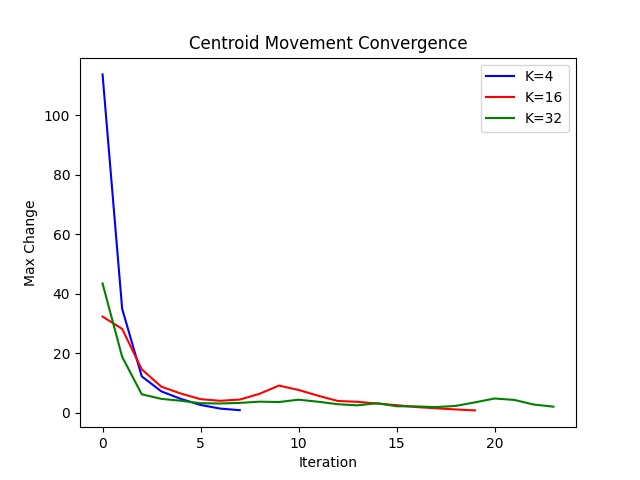 Centroid Movement Convergence
K=4
K=16
K=32
100
80
60
40
20
0
Max Change
0 5 10 15 20
Iteration